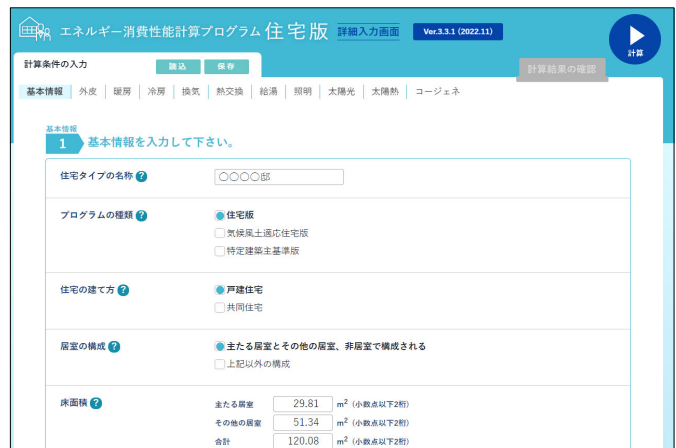 エネルギー消費性能計算プログラム 住宅版 詳細入力画面 Ver.3.3.1 (2022.11)
計算
計算条件の入力 読込 保存
計算結果の確認
基本情報 外皮 暖房 冷房 換気 熱交換 給湯 照明 太陽光 太陽熱 コージェネ
基本情報
1 基本情報を入力して下さい。
住宅タイプの名称 ? 〇〇〇〇邸
プログラムの種類 ? 住宅版
気候風土適応住宅版
特定建築主基準版
住宅の建て方 ? 戸建住宅
共同住宅
居室の構成 ? 主たる居室とその他の居室、非居室で構成される
上記以外の構成
床面積 ? 主たる居室 29.81 m² (小数点以下2桁)
その他の居室 51.34 m² (小数点以下2桁)
合計 120.08 m² (小数点以下2桁)